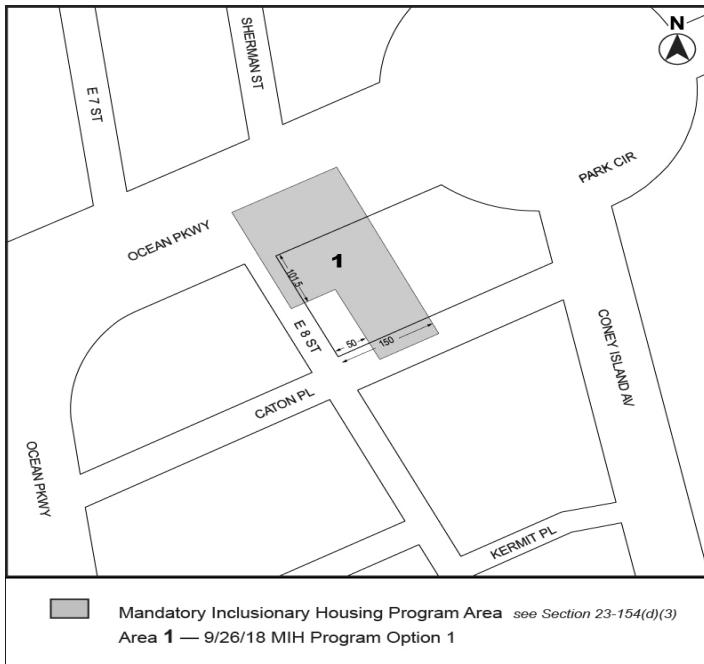 N
SHERMAN ST
E 7 ST
PARK CIR
OCEAN PKWY
1
101.5
E 8 ST
50
150
CONEY ISLAND AV
CATON PL
OCEAN PKWY
KERMIT PL
Mandatory Inclusionary Housing Program Area see Section 23-154(d)(3)
Area 1 — 9/26/18 MIH Program Option 1